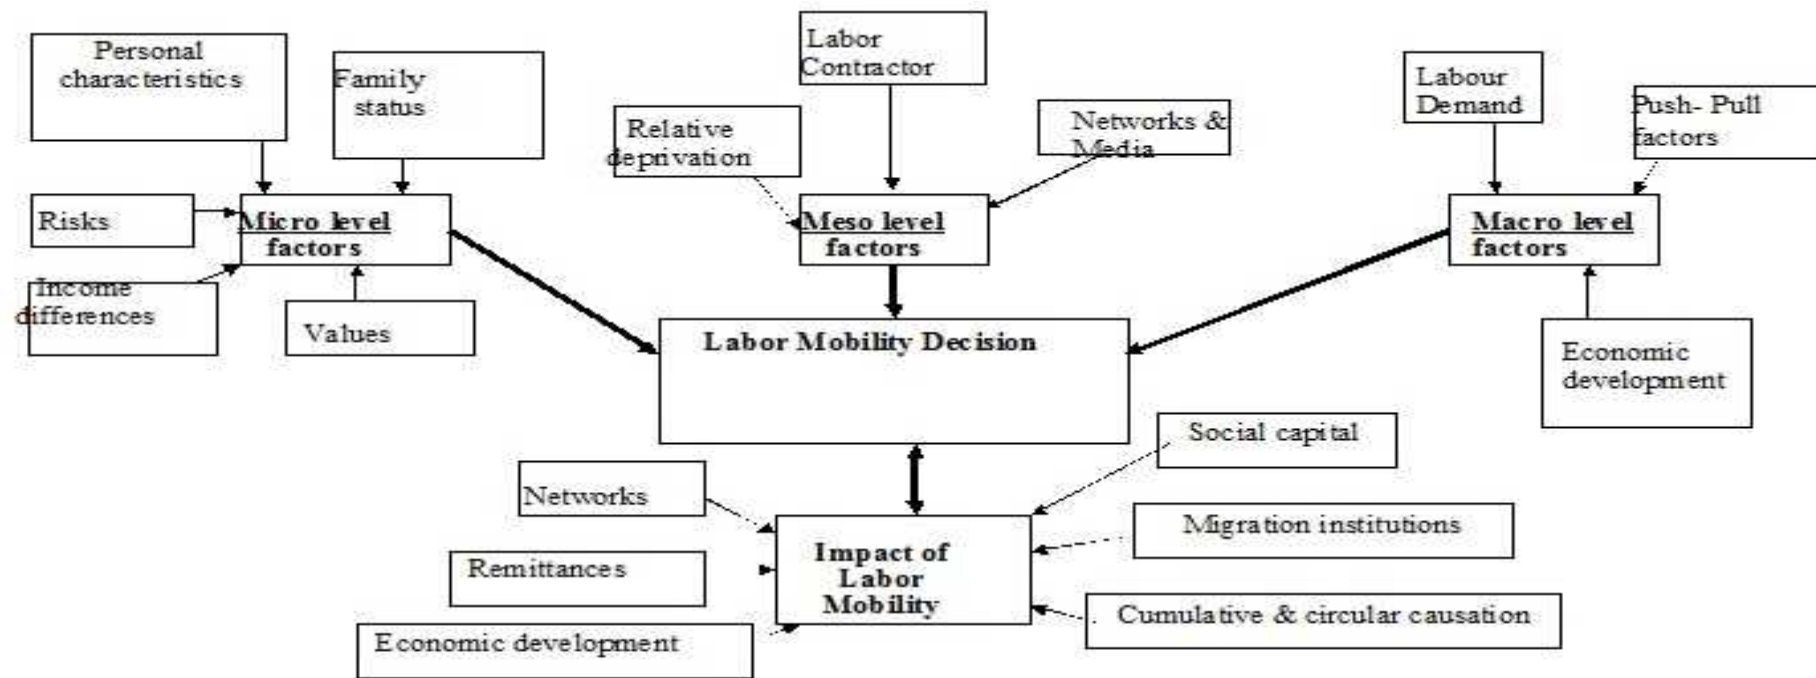 Personal
characteristics
Family
status
Labor
Contractor
Relative
deprivation
Networks &
Media
Labour
Demand
Push- Pull
factors
Risks
Micro level
factors
Meso level
factors
Macro level
factors
Income
differences
Values
Labor Mobility Decision
Economic
development
Social capital
Networks
Migration institutions
Impact of
Labor
Mobility
Remittances
Cumulative & circular causation
Economic development